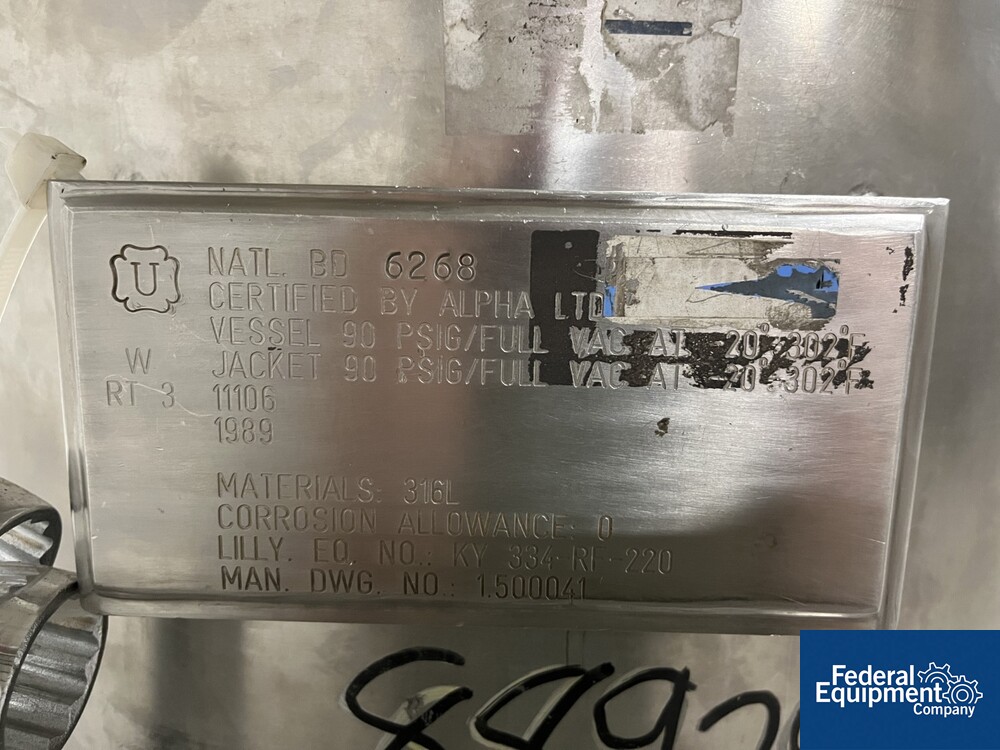 U
NATL. BD 6268
CERTIFIED BY ALPHA LTD
VESSEL 90 PSIG/FULL VAC AT -20°-302°F
W JACKET 90 PSIG/FULL VAC AT -20°-302°F
RT 3 11106
1989
MATERIALS: 316L
CORROSION ALLOWANCE: 0
LILLY. EQ. NO.: KY 334-RF-220
MAN. DWG. NO.: 1.500041
Federal
Equipment
Company